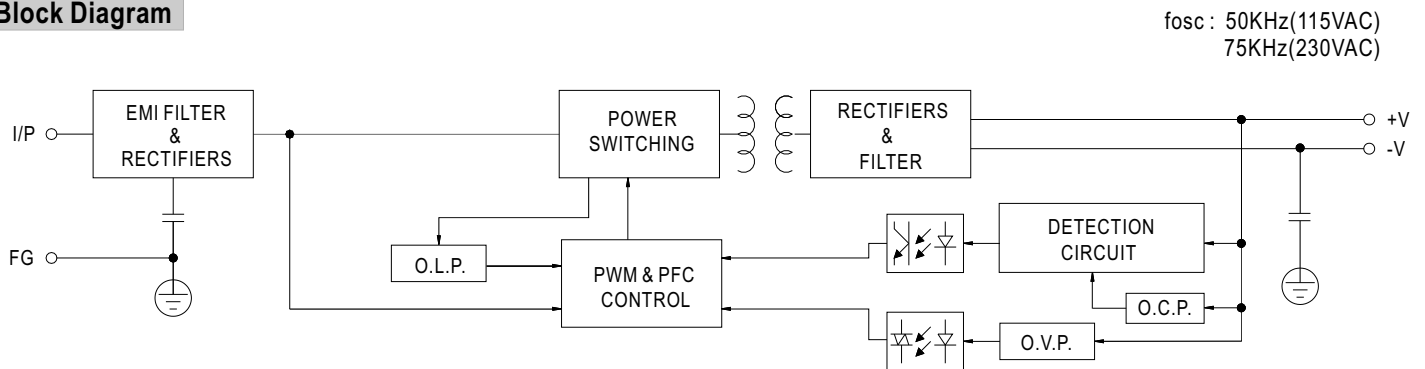 Block Diagram
fosc : 50KHz(115VAC)
75KHz(230VAC)
I/P
EMI FILTER
&
RECTIFIERS
POWER
SWITCHING
RECTIFIERS
&
FILTER
+V
-V
FG
O.L.P.
PWM & PFC
CONTROL
DETECTION
CIRCUIT
O.C.P.
O.V.P.